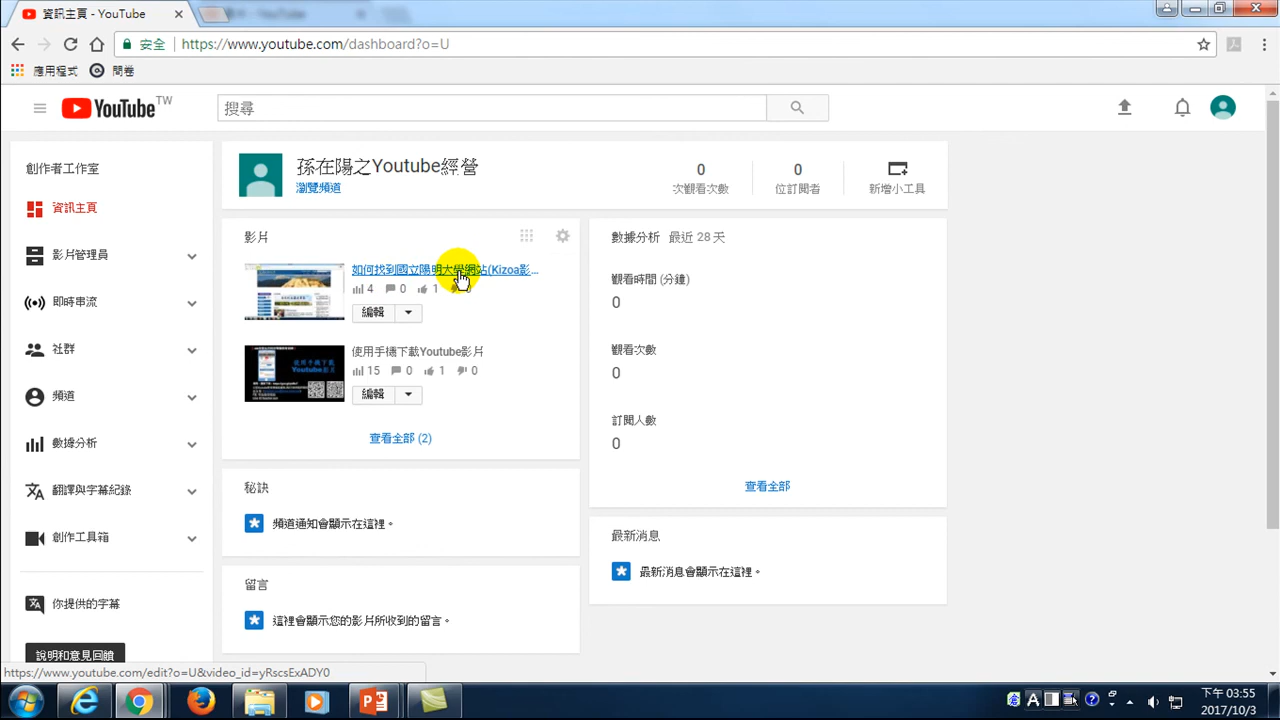 資訊主頁 - YouTube
安全 https://www.youtube.com/dashboard?o=U
應用程式 問卷
YouTube TW
搜尋
創作者工作室
資訊主頁
影片管理員
即時串流
社群
頻道
數據分析
翻譯與字幕紀錄
創作工具箱
你提供的字幕
說明和意見回饋
孫在陽之Youtube經營
瀏覽頻道
0
次觀看次數
0
位訂閱者
新增小工具
影片
如何找到國立陽明大學網站(Kizoa影...
4 0 1
編輯
使用手機下載Youtube影片
15 0 1 0
編輯
查看全部 (2)
秘訣
頻道通知會顯示在這裡。
留言
這裡會顯示您的影片所收到的留言。
數據分析 最近 28 天
觀看時間 (分鐘)
0
觀看次數
0
訂閱人數
0
查看全部
最新消息
最新消息會顯示在這裡。
https://www.youtube.com/edit?o=U&video_id=yRscsExADY0
下午 03:55
2017/10/3